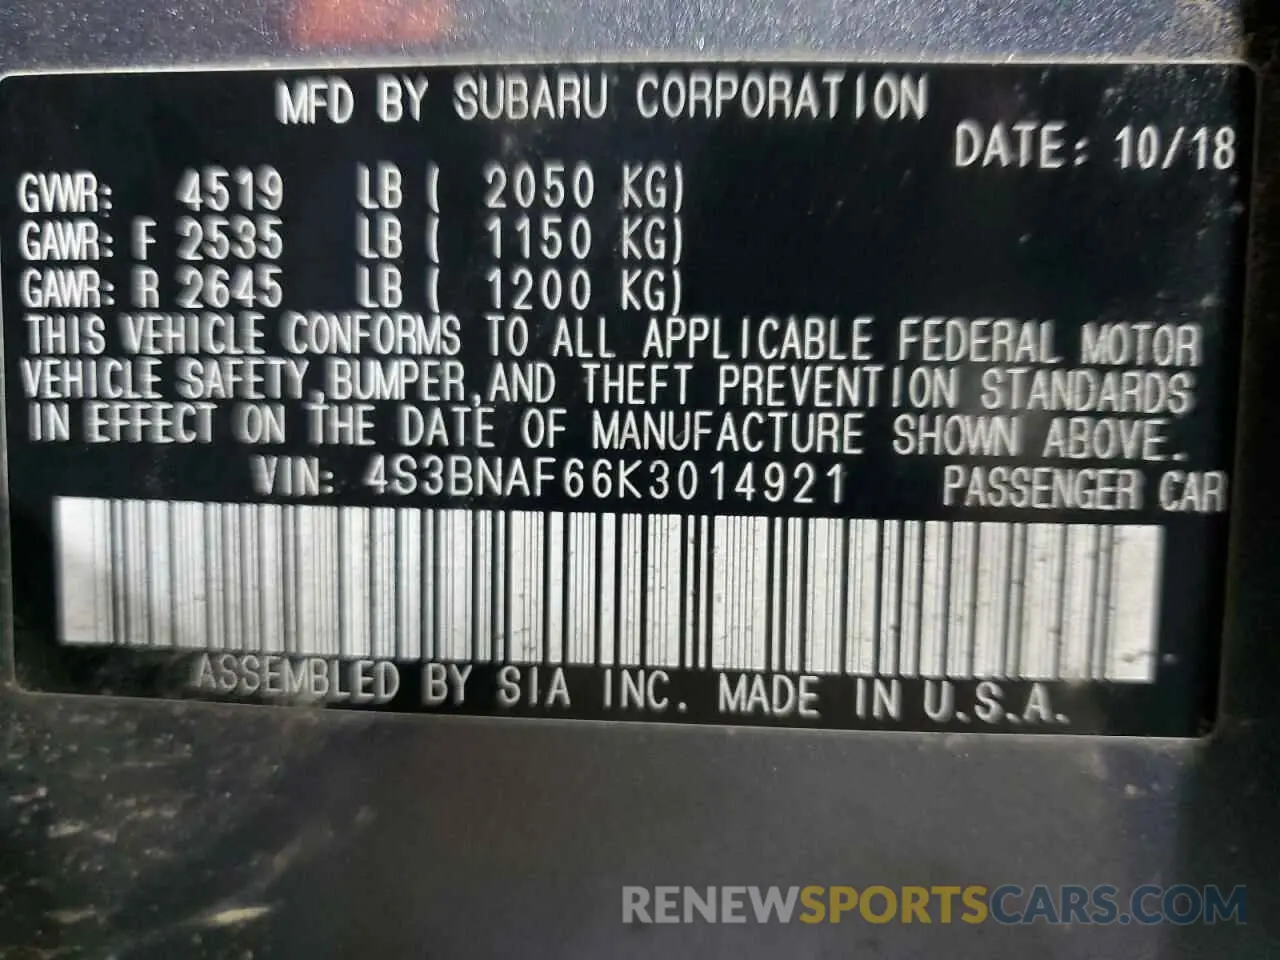 MFD BY SUBARU CORPORATION
DATE: 10/18
GVWR: 4519 LB ( 2050 KG)
GAWR: F 2535 LB ( 1150 KG)
GAWR: R 2645 LB ( 1200 KG)
THIS VEHICLE CONFORMS TO ALL APPLICABLE FEDERAL MOTOR
VEHICLE SAFETY,BUMPER,AND THEFT PREVENTION STANDARDS
IN EFFECT ON THE DATE OF MANUFACTURE SHOWN ABOVE.
VIN: 4S3BNAF66K3014921 PASSENGER CAR
ASSEMBLED BY SIA INC. MADE IN U.S.A.
RENEWSPORTSCARS.COM